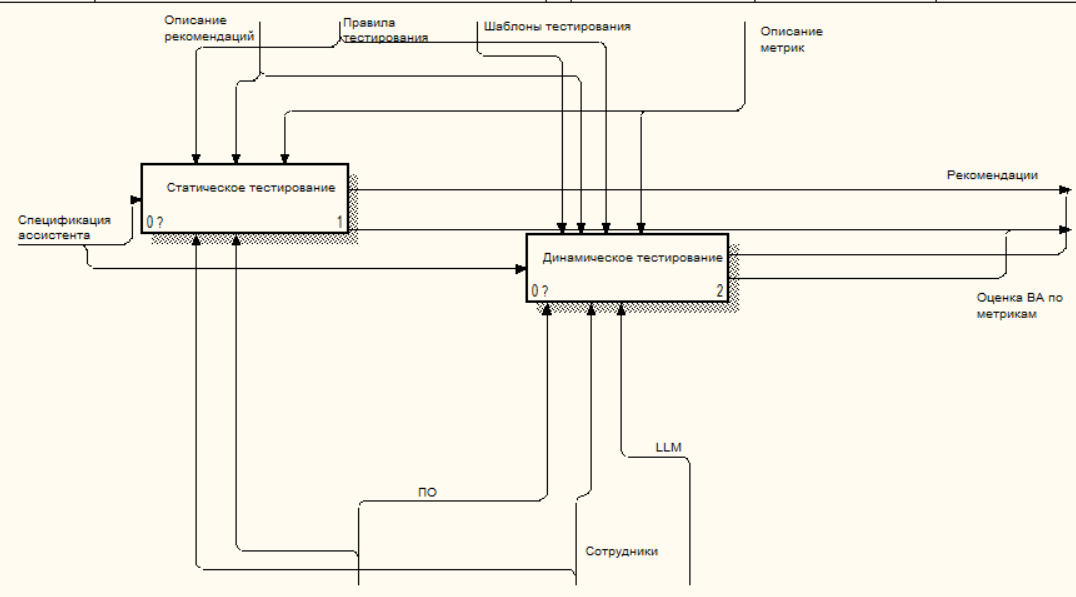 Описание
рекомендаций
Правила
тестирования
Шаблоны тестирования
Описание
метрик
Статическое тестирование
0 ?
1
Рекомендации
Спецификация
ассистента
Динамическое тестирование
0 ?
2
Оценка ВА по
метрикам
LLM
ПО
Сотрудники